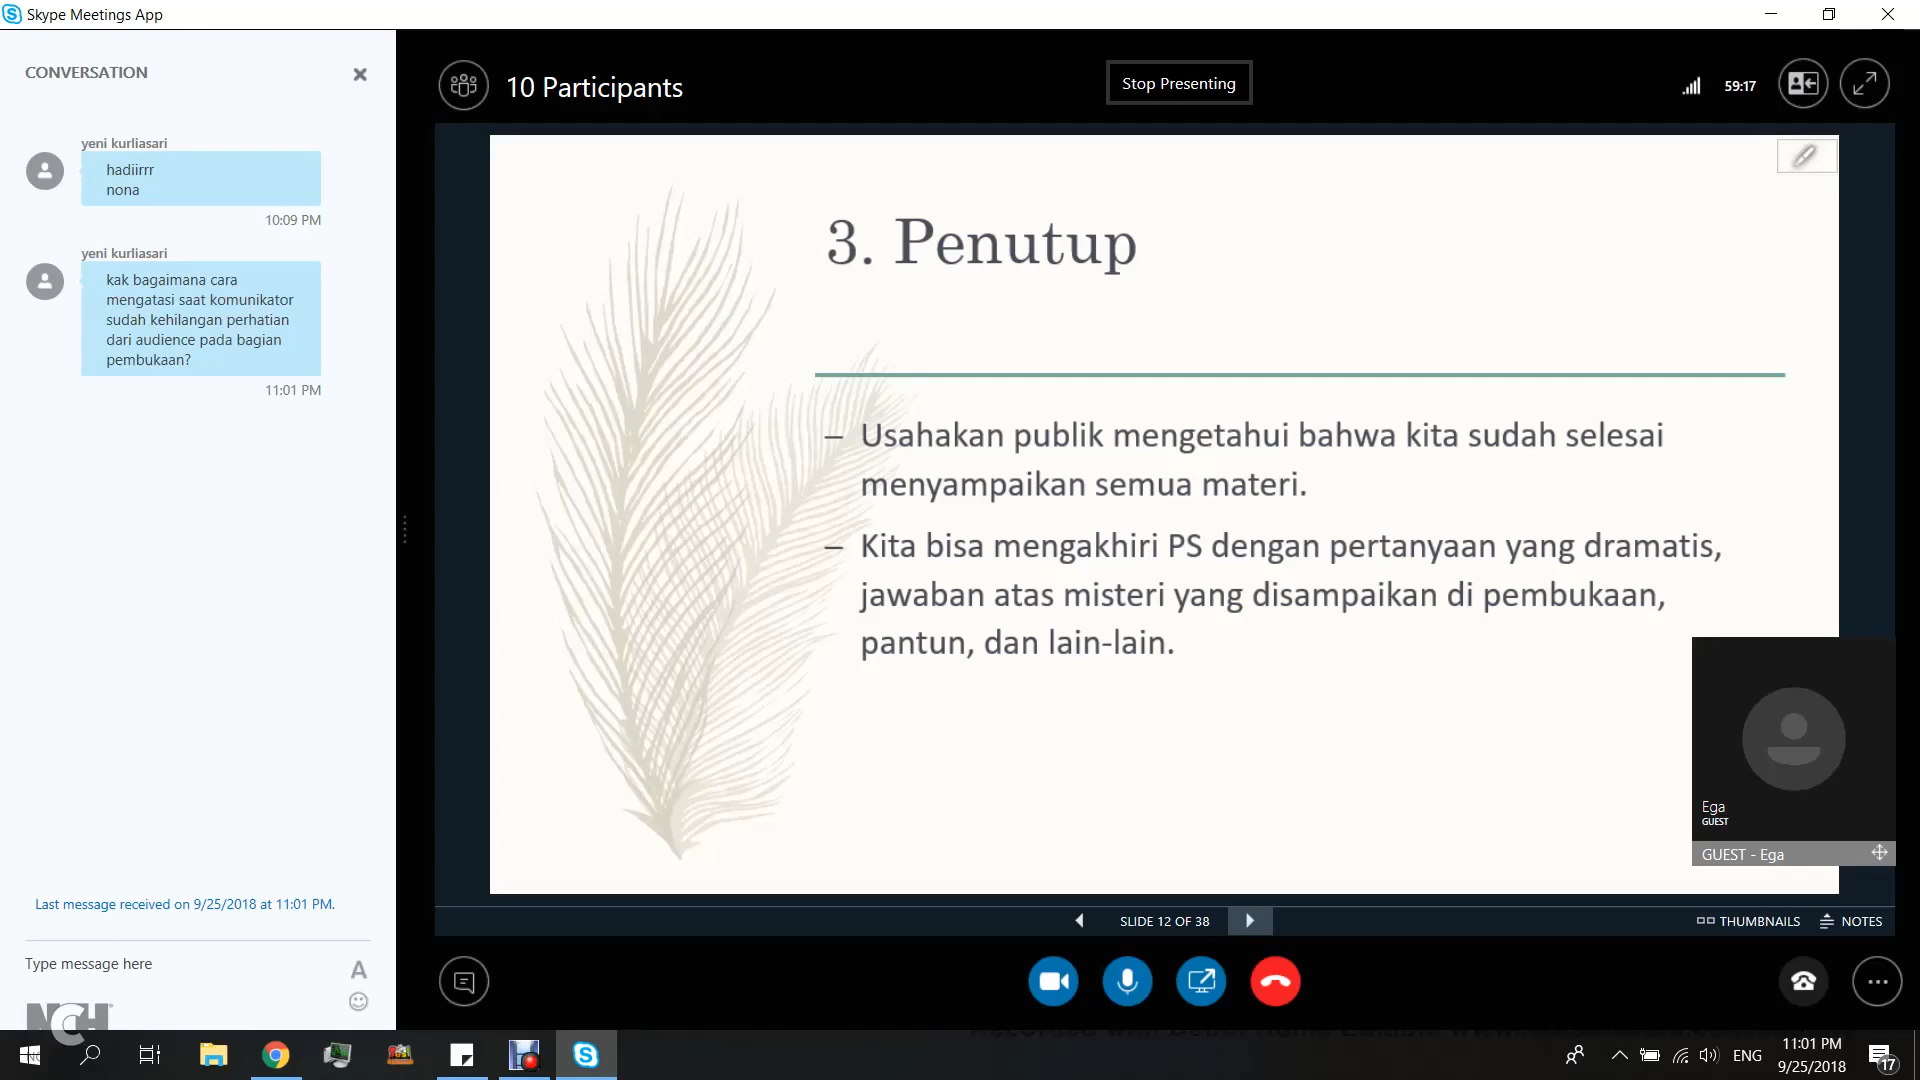 Skype Meetings App
CONVERSATION
yeni kurliasari
hadiirrr
nona
10:09 PM
yeni kurliasari
kak bagaimana cara
mengatasi saat komunikator
sudah kehilangan perhatian
dari audience pada bagian
pembukaan?
11:01 PM
Last message received on 9/25/2018 at 11:01 PM.
Type message here
A
NCH
10 Participants
Stop Presenting
59:17
3. Penutup
– Usahakan publik mengetahui bahwa kita sudah selesai
menyampaikan semua materi.
– Kita bisa mengakhiri PS dengan pertanyaan yang dramatis,
jawaban atas misteri yang disampaikan di pembukaan,
pantun, dan lain-lain.
Ega
GUEST
GUEST - Ega
SLIDE 12 OF 38
THUMBNAILS
NOTES
ENG
11:01 PM
9/25/2018
17